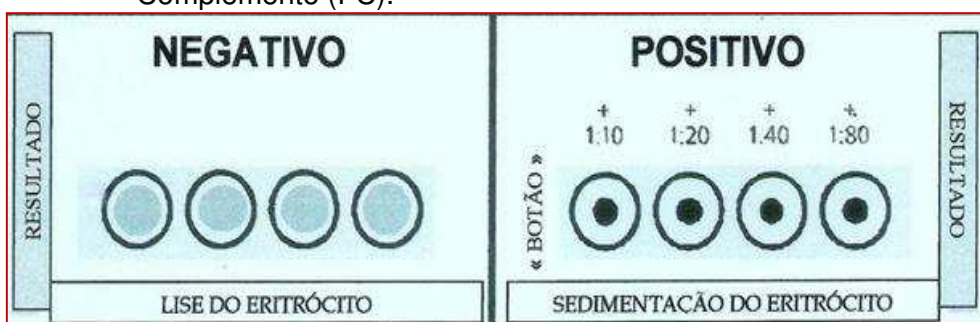 Complemento (FC).
NEGATIVO
RESULTADO
LISE DO ERITRÓCITO
POSITIVO
+ + + +
1:10 1:20 1.40 1:80
« BOTÃO »
RESULTADO
SEDIMENTAÇÃO DO ERITRÓCITO